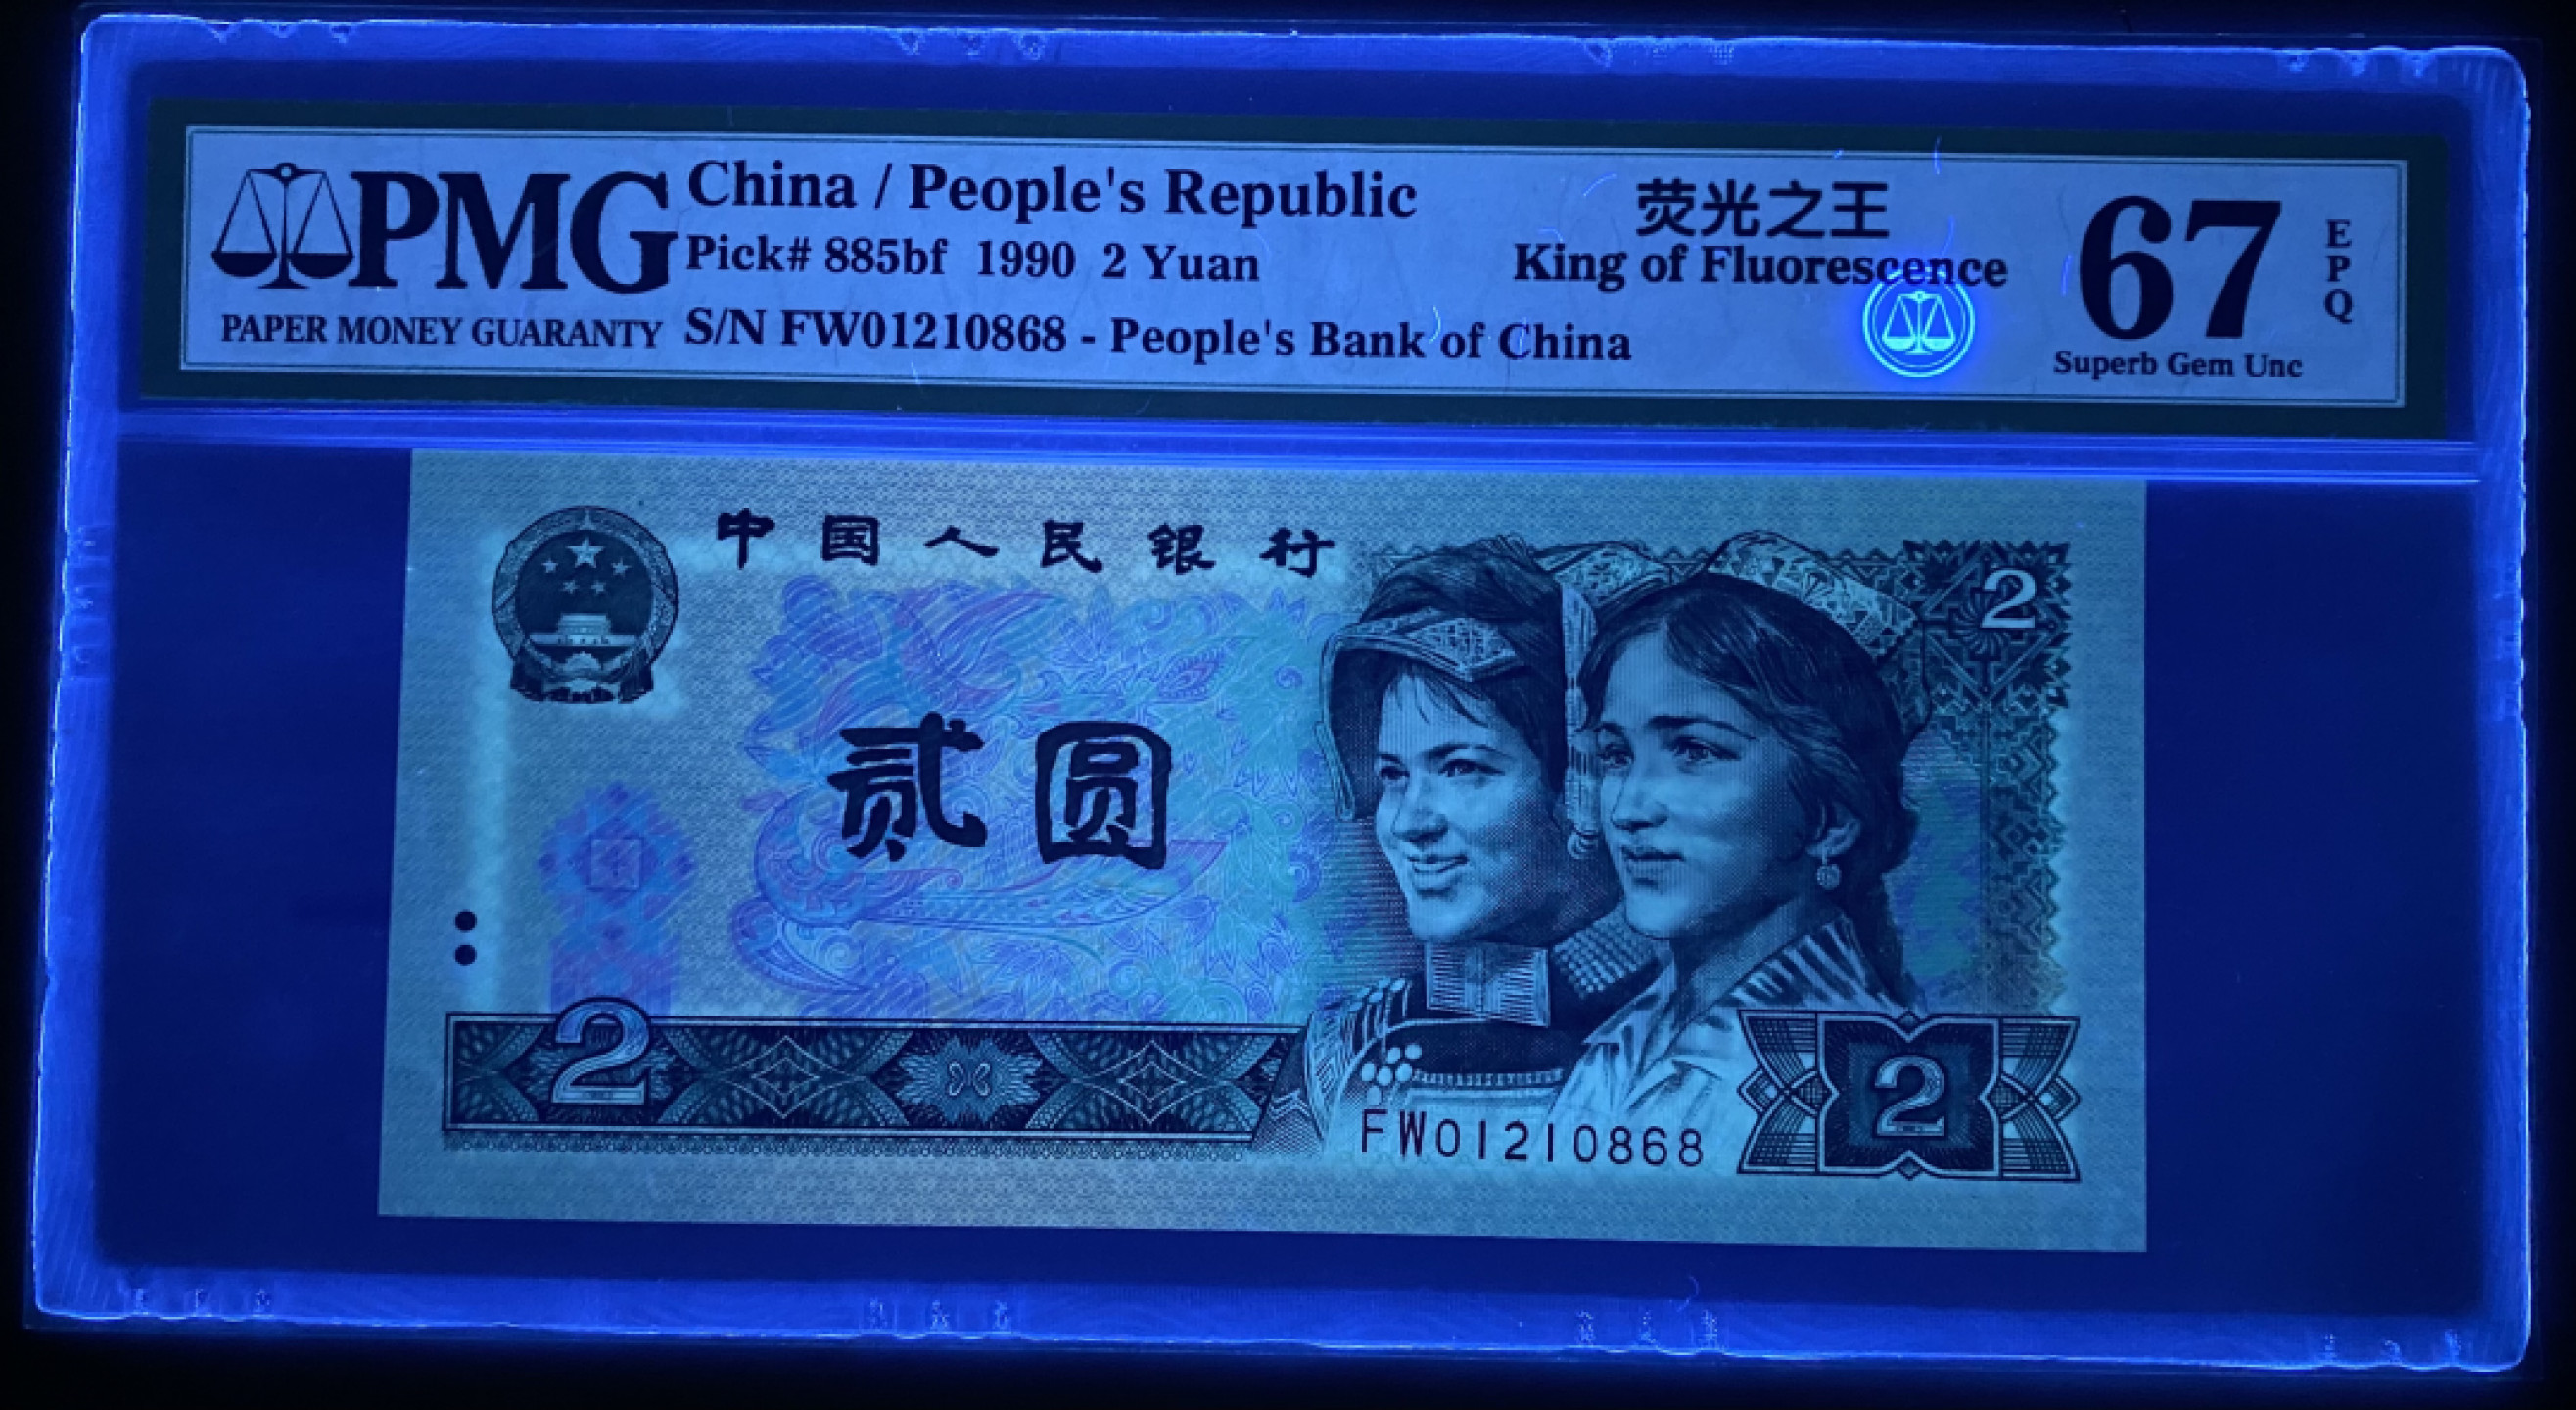 PMG
PAPER MONEY GUARANTY
China / People's Republic
Pick# 885bf 1990 2 Yuan
S/N FW01210868 - People's Bank of China
荧光之王
King of Fluorescence
67
EPQ
Superb Gem Unc
中国人民银行
2
贰圆
2
2
FW01210868